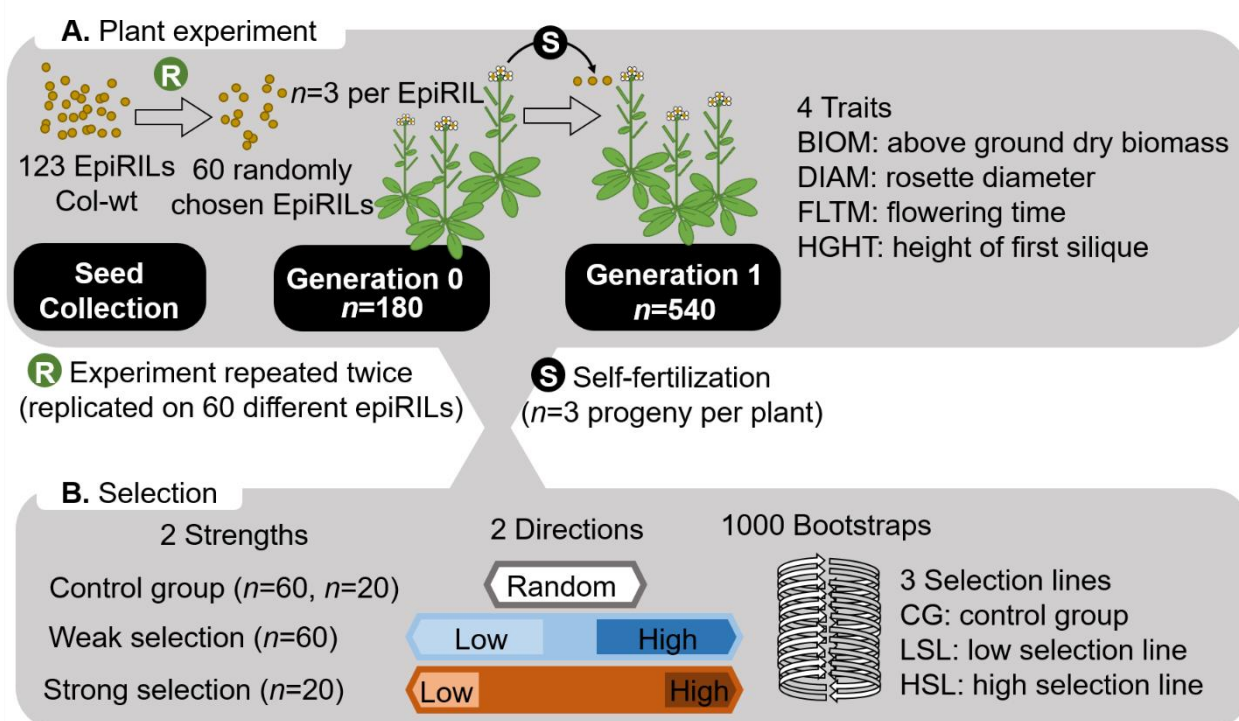 A. Plant experiment
R
S
n=3 per EpiRIL
123 EpiRILs
Col-wt
60 randomly
chosen EpiRILs
4 Traits
BIOM: above ground dry biomass
DIAM: rosette diameter
FLTM: flowering time
HGHT: height of first silique
Seed
Collection
Generation 0
n=180
Generation 1
n=540
R Experiment repeated twice
(replicated on 60 different epiRILs)
S Self-fertilization
(n=3 progeny per plant)
B. Selection
2 Strengths
2 Directions
1000 Bootstraps
Control group (n=60, n=20)
Random
Weak selection (n=60)
Low
High
Strong selection (n=20)
Low
High
3 Selection lines
CG: control group
LSL: low selection line
HSL: high selection line